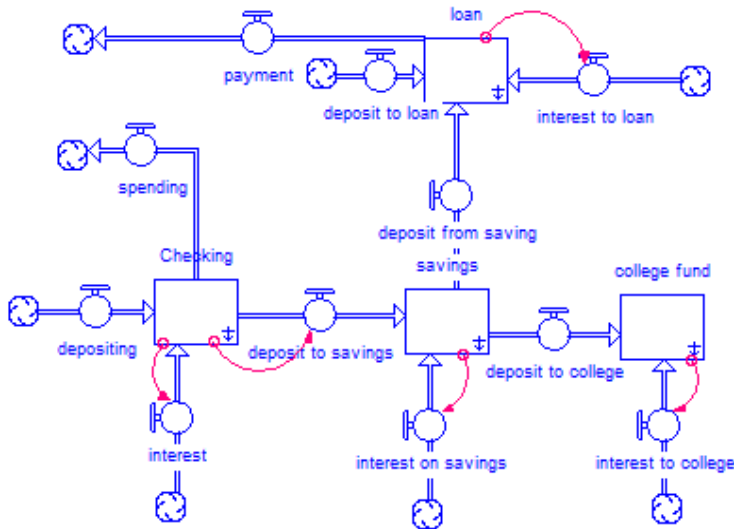 loan
payment
deposit to loan
interest to loan
spending
deposit from saving
Checking
savings
college fund
depositing
deposit to savings
deposit to college
interest
interest on savings
interest to college